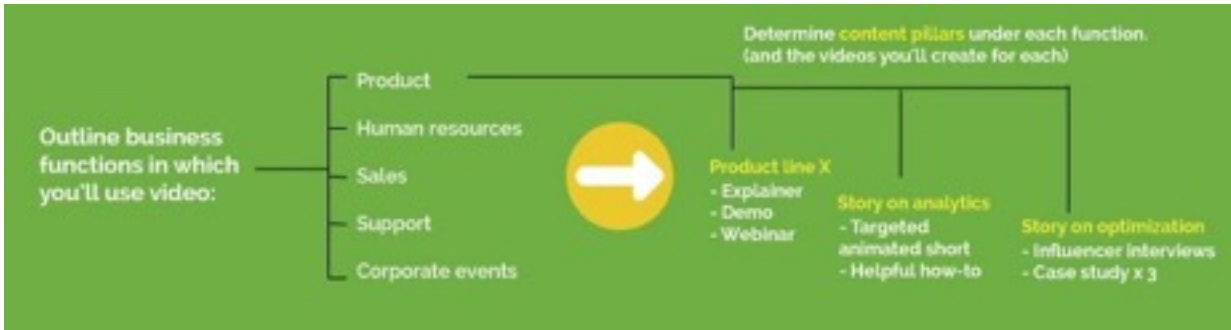 Outline business
functions in which
you'll use video:
Product
Human resources
Sales
Support
Corporate events
Determine content pillars under each function.
(and the videos you'll create for each)
Product line X
- Explainer
- Demo
- Webinar
Story on analytics
- Targeted
animated short
- Helpful how-to
Story on optimization
- Influencer interviews
- Case study x 3